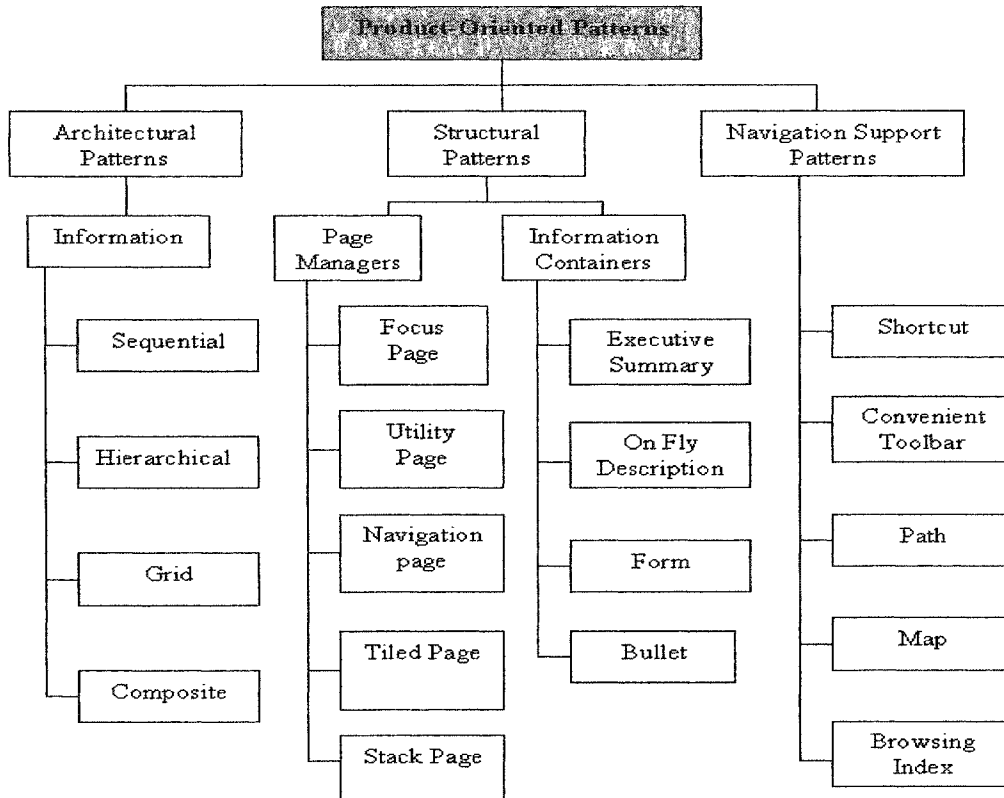 Product-Oriented Patterns
Architectural
Patterns
Structural
Patterns
Navigation Support
Patterns
Information
Page
Managers
Information
Containers
Sequential
Hierarchical
Grid
Composite
Focus
Page
Utility
Page
Navigation
page
Tiled Page
Stack Page
Executive
Summary
On Fly
Description
Form
Bullet
Shortcut
Convenient
Toolbar
Path
Map
Browsing
Index